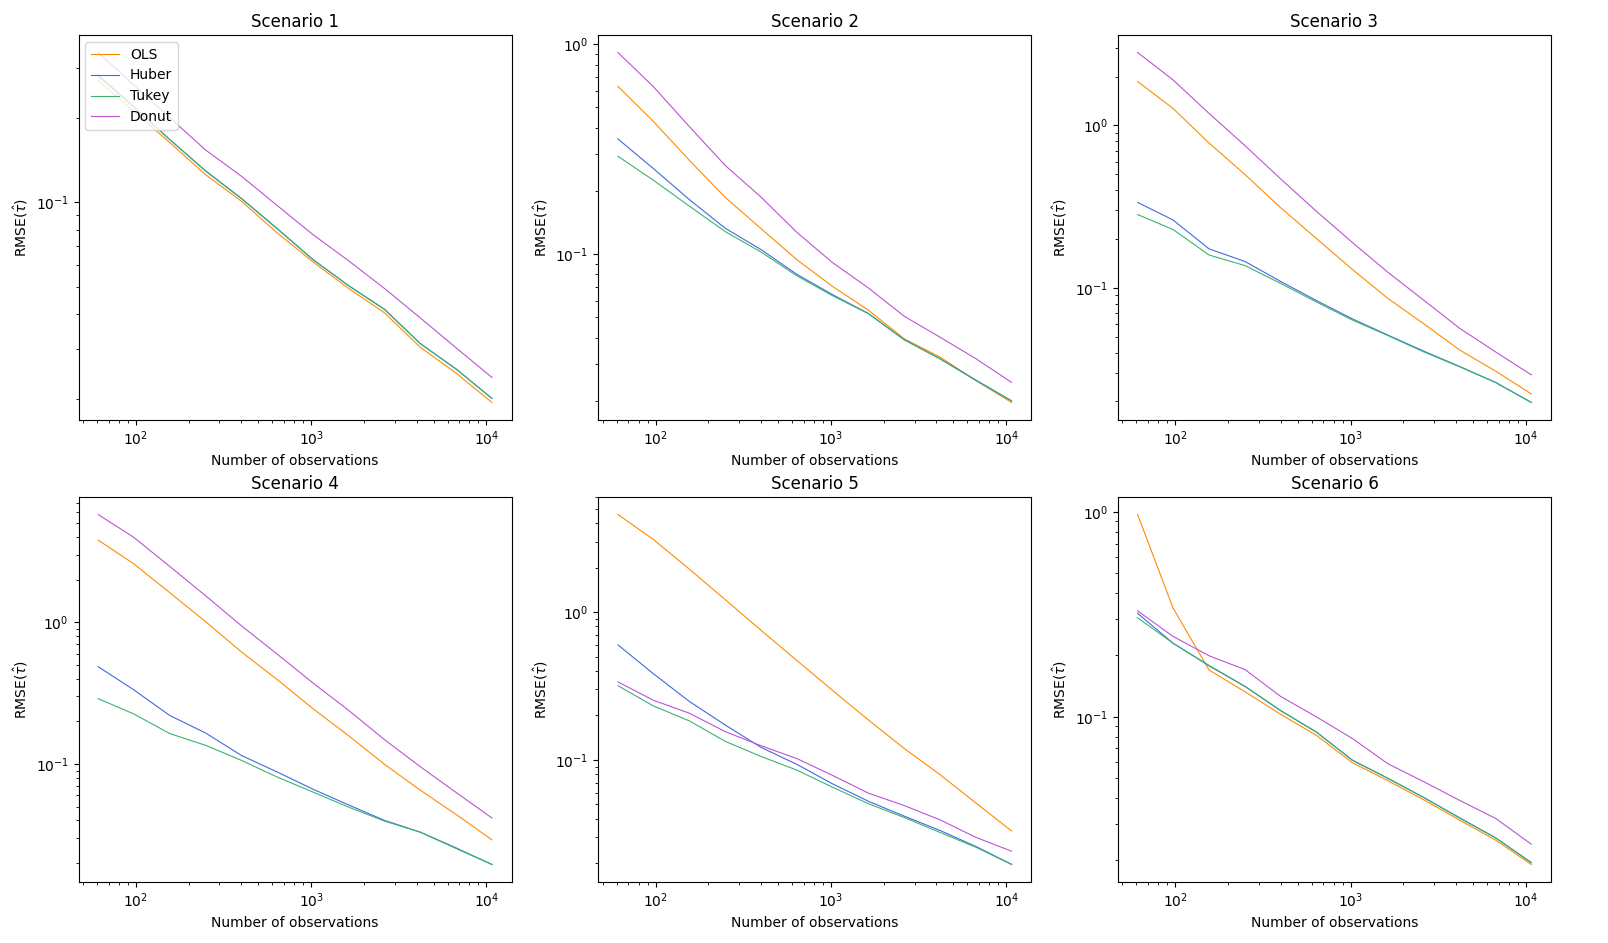 Scenario 1
Scenario 2
Scenario 3
OLS
Huber
Tukey
Donut
RMSE(τ̂)
10⁻¹
10² 10³ 10⁴
Number of observations
RMSE(τ̂)
10⁰
10⁻¹
10² 10³ 10⁴
Number of observations
RMSE(τ̂)
10⁰
10⁻¹
10² 10³ 10⁴
Number of observations
Scenario 4
Scenario 5
Scenario 6
RMSE(τ̂)
10⁰
10⁻¹
10² 10³ 10⁴
Number of observations
RMSE(τ̂)
10⁰
10⁻¹
10² 10³ 10⁴
Number of observations
RMSE(τ̂)
10⁰
10⁻¹
10² 10³ 10⁴
Number of observations